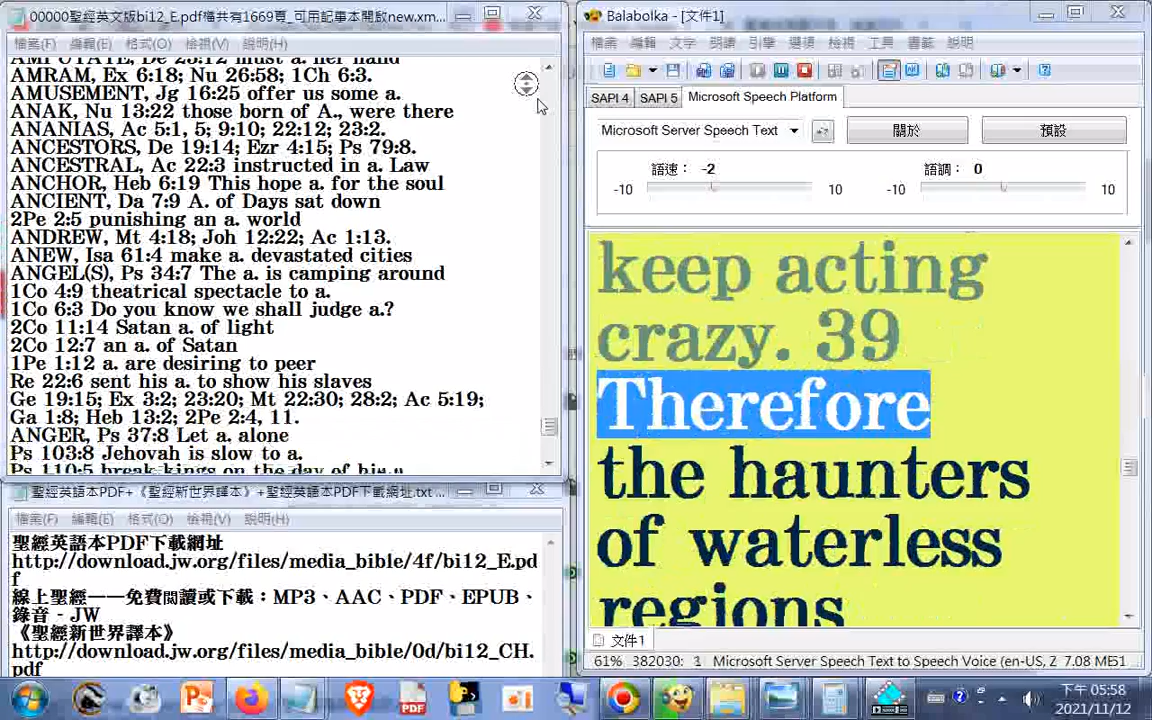 00000聖經英文版bi12_E.pdf檔共有1669頁_可用記事本開啟new.xm...
檔案(F) 編輯(E) 格式(O) 檢視(V) 說明(H)
AMPUTATE, De 25:12 must a. her hand
AMRAM, Ex 6:18; Nu 26:58; 1Ch 6:3.
AMUSEMENT, Jg 16:25 offer us some a.
ANAK, Nu 13:22 those born of A., were there
ANANIAS, Ac 5:1, 5; 9:10; 22:12; 23:2.
ANCESTORS, De 19:14; Ezr 4:15; Ps 79:8.
ANCESTRAL, Ac 22:3 instructed in a. Law
ANCHOR, Heb 6:19 This hope a. for the soul
ANCIENT, Da 7:9 A. of Days sat down
2Pe 2:5 punishing an a. world
ANDREW, Mt 4:18; Joh 12:22; Ac 1:13.
ANEW, Isa 61:4 make a. devastated cities
ANGEL(S), Ps 34:7 The a. is camping around
1Co 4:9 theatrical spectacle to a.
1Co 6:3 Do you know we shall judge a.?
2Co 11:14 Satan a. of light
2Co 12:7 an a. of Satan
1Pe 1:12 a. are desiring to peer
Re 22:6 sent his a. to show his slaves
Ge 19:15; Ex 3:2; 23:20; Mt 22:30; 28:2; Ac 5:19;
Ga 1:8; Heb 13:2; 2Pe 2:4, 11.
ANGER, Ps 37:8 Let a. alone
Ps 103:8 Jehovah is slow to a.
Ps 110:5 break kings on the day of his a.
聖經英語本PDF+《聖經新世界譯本》+聖經英語本PDF下載網址.txt ...
檔案(F) 編輯(E) 格式(O) 檢視(V) 說明(H)
聖經英語本PDF下載網址
http://download.jw.org/files/media_bible/4f/bi12_E.pd
f
線上聖經——免費閱讀或下載：MP3、AAC、PDF、EPUB、
錄音 - JW
《聖經新世界譯本》
http://download.jw.org/files/media_bible/0d/bi12_CH.
pdf
Balabolka - [文件1]
檔案 編輯 文字 朗讀 引擎 選項 檢視 工具 書籤 說明
SAPI 4 SAPI 5 Microsoft Speech Platform
Microsoft Server Speech Text
關於 預設
語速： -2 語調： 0
-10 10 -10 10
keep acting
crazy. 39
Therefore
the haunters
of waterless
regions
文件1
61% 382030: 1 Microsoft Server Speech Text to Speech Voice (en-US, Z 7.08 ME51
下午 05:58
2021/11/12